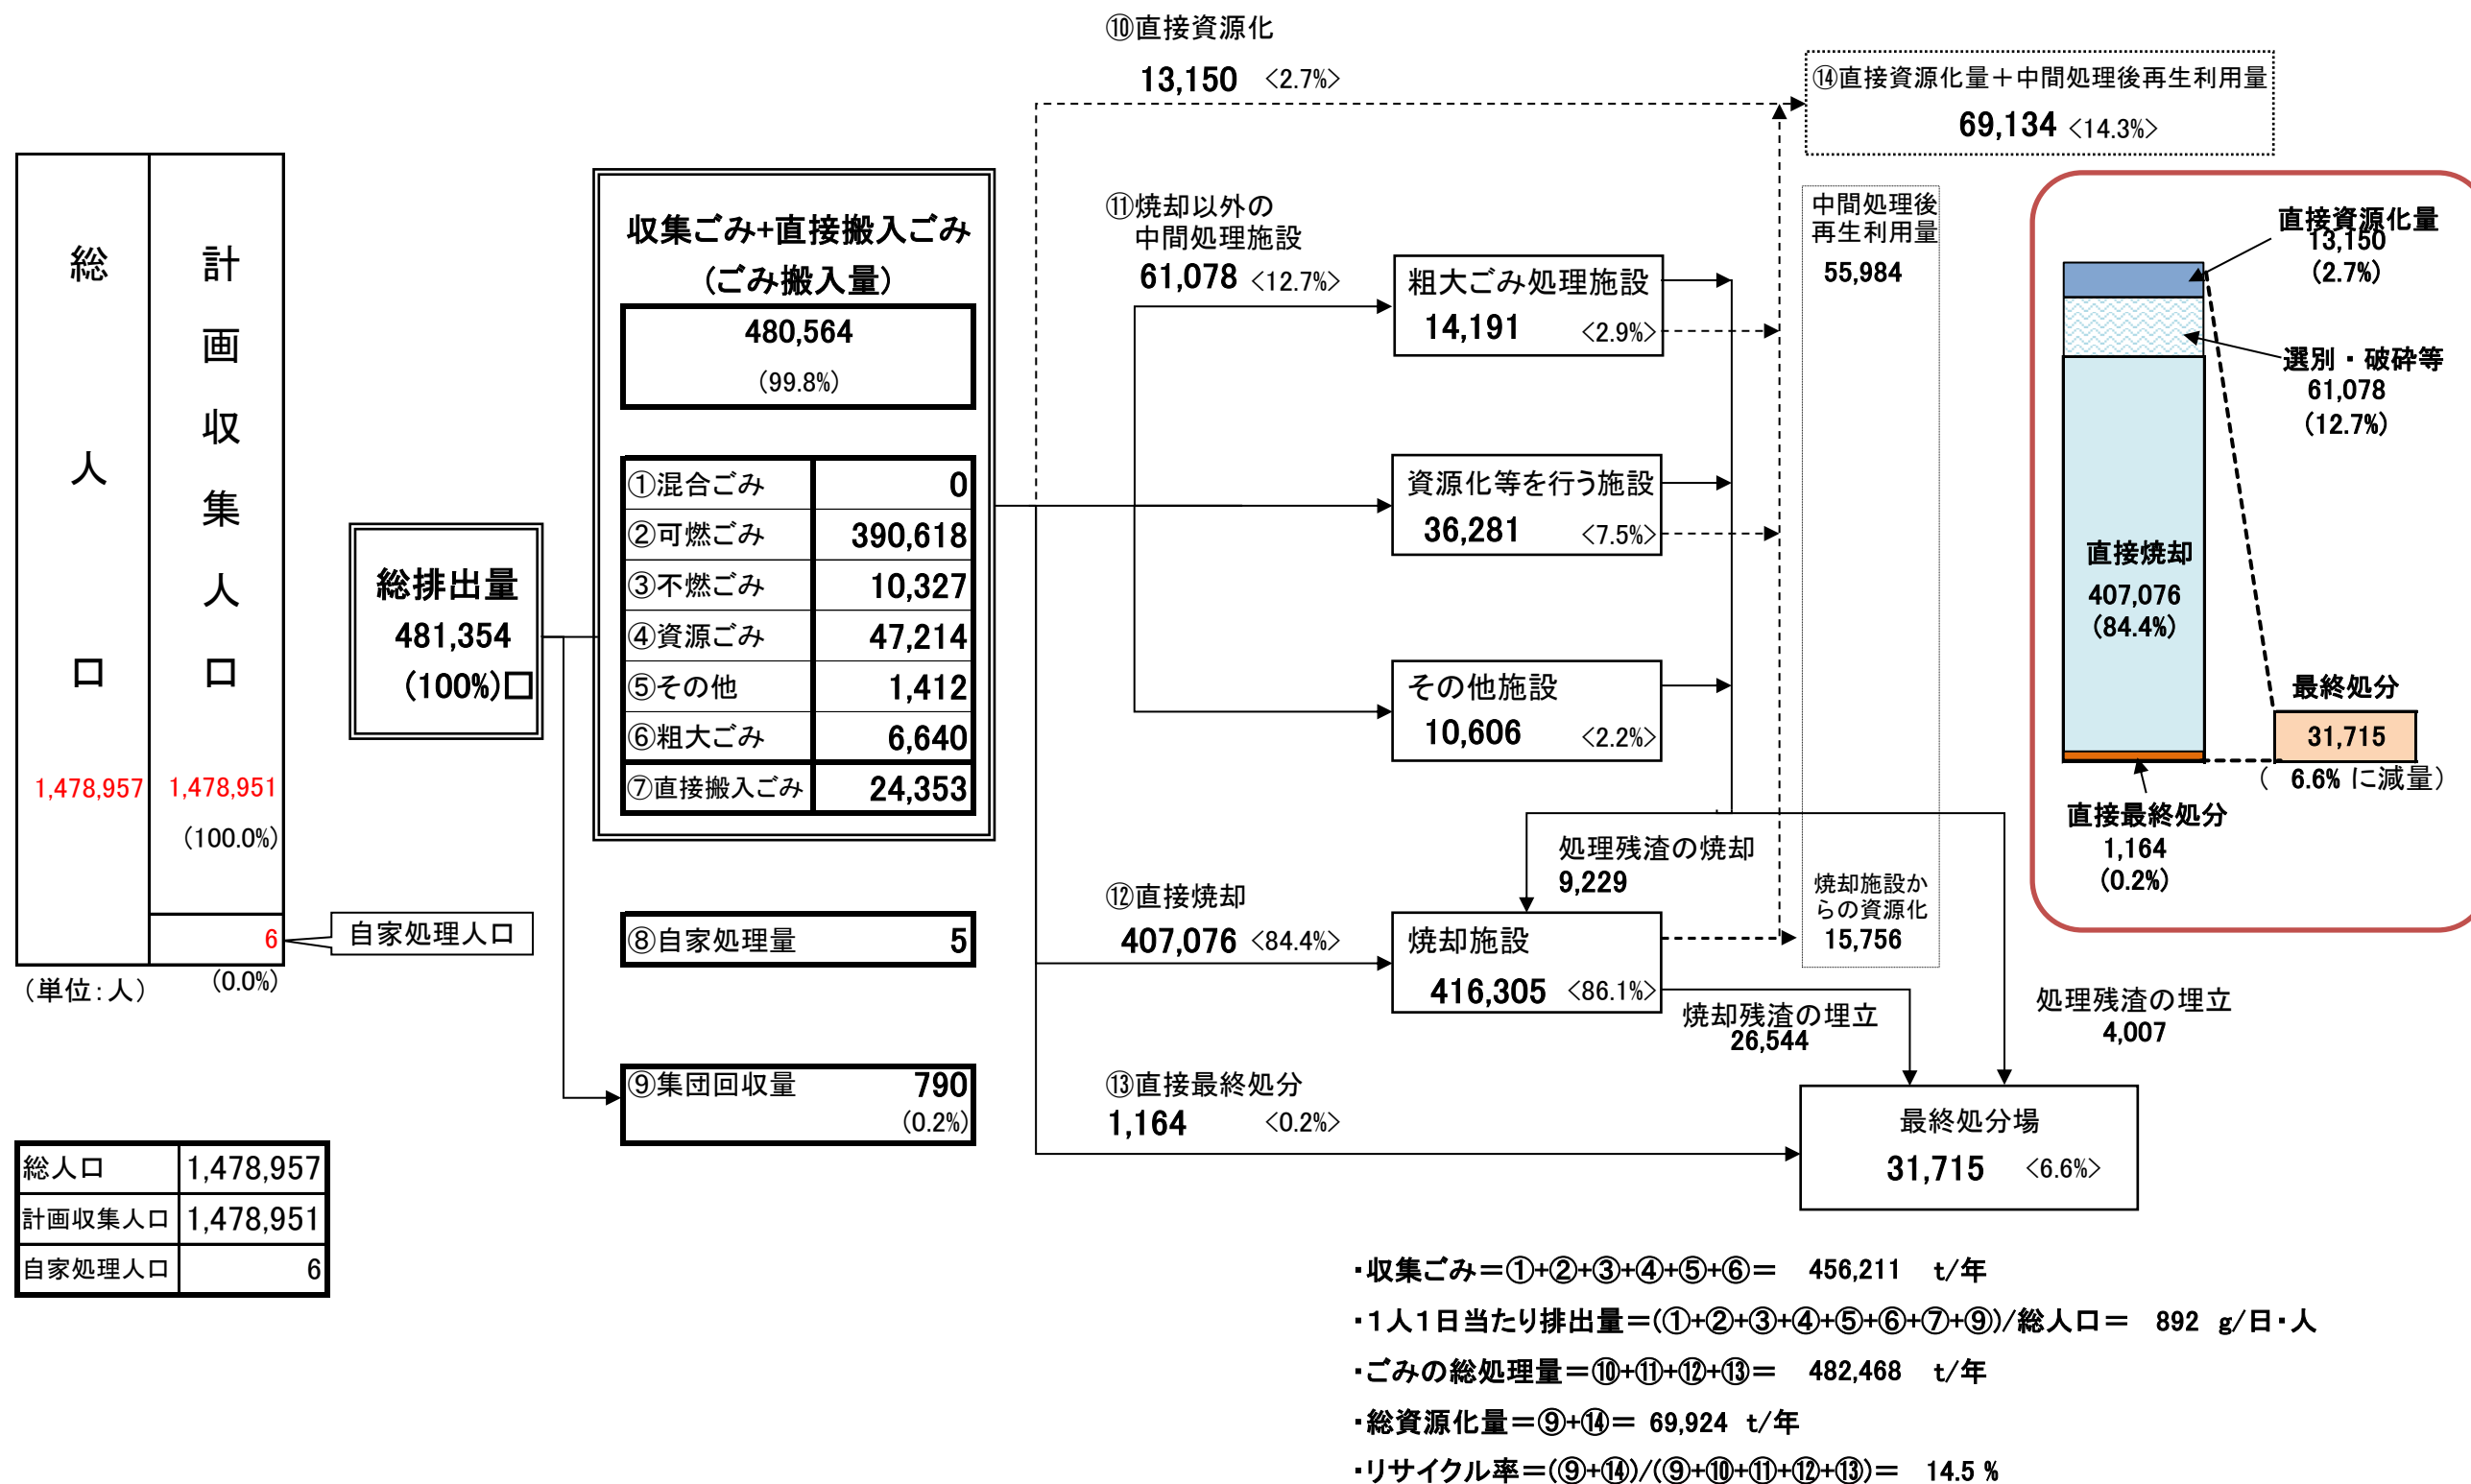 総人口
1,478,957
計画収集人口
1,478,951
(100.0%)
6
(0.0%)
(単位:人)
自家処理人口
総人口 1,478,957
計画収集人口 1,478,951
自家処理人口 6
総排出量
481,354
(100%)口
収集ごみ+直接搬入ごみ
(ごみ搬入量)
480,564
(99.8%)
①混合ごみ 0
②可燃ごみ 390,618
③不燃ごみ 10,327
④資源ごみ 47,214
⑤その他 1,412
⑥粗大ごみ 6,640
⑦直接搬入ごみ 24,353
⑧自家処理量 5
⑨集団回収量 790
(0.2%)
⑩直接資源化
13,150 <2.7%>
⑪焼却以外の
中間処理施設
61,078 <12.7%>
粗大ごみ処理施設
14,191 <2.9%>
資源化等を行う施設
36,281 <7.5%>
その他施設
10,606 <2.2%>
処理残渣の焼却
9,229
⑫直接焼却
407,076 <84.4%>
焼却施設
416,305 <86.1%>
焼却残渣の埋立
26,544
⑬直接最終処分
1,164 <0.2%>
⑭直接資源化量+中間処理後再生利用量
69,134 <14.3%>
中間処理後
再生利用量
55,984
焼却施設か
らの資源化
15,756
処理残渣の埋立
4,007
最終処分場
31,715 <6.6%>
直接資源化量
13,150
(2.7%)
選別・破砕等
61,078
(12.7%)
直接焼却
407,076
(84.4%)
最終処分
31,715
( 6.6% に減量)
直接最終処分
1,164
(0.2%)
・収集ごみ=①+②+③+④+⑤+⑥= 456,211 t/年
・1人1日当たり排出量=(①+②+③+④+⑤+⑥+⑦+⑨)/総人口= 892 g/日・人
・ごみの総処理量=⑩+⑪+⑫+⑬= 482,468 t/年
・総資源化量=⑨+⑭= 69,924 t/年
・リサイクル率=(⑨+⑭)/(⑨+⑩+⑪+⑫+⑬)= 14.5 %